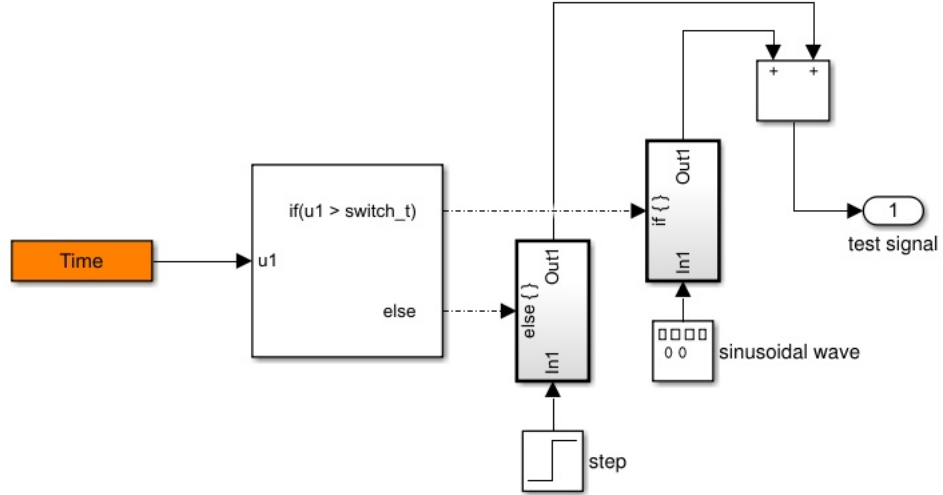 + +
Out1
if(u1 > switch_t)
if { }
1
test signal
Time
u1
Out1
In1
else
else { }
sinusoidal wave
In1
step